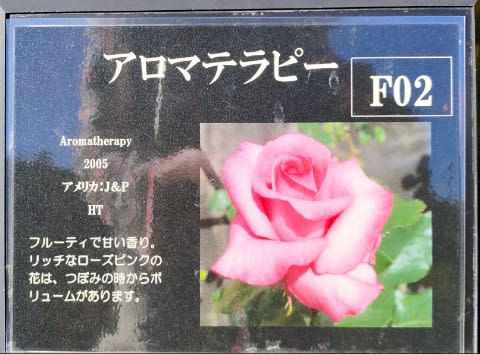 アロマテラピー
F02
Aromatherapy
2005
アメリカ:J&P
HT
フルーティで甘い香り。
リッチなローズピンクの
花は、つぼみの時からボ
リュームがあります。